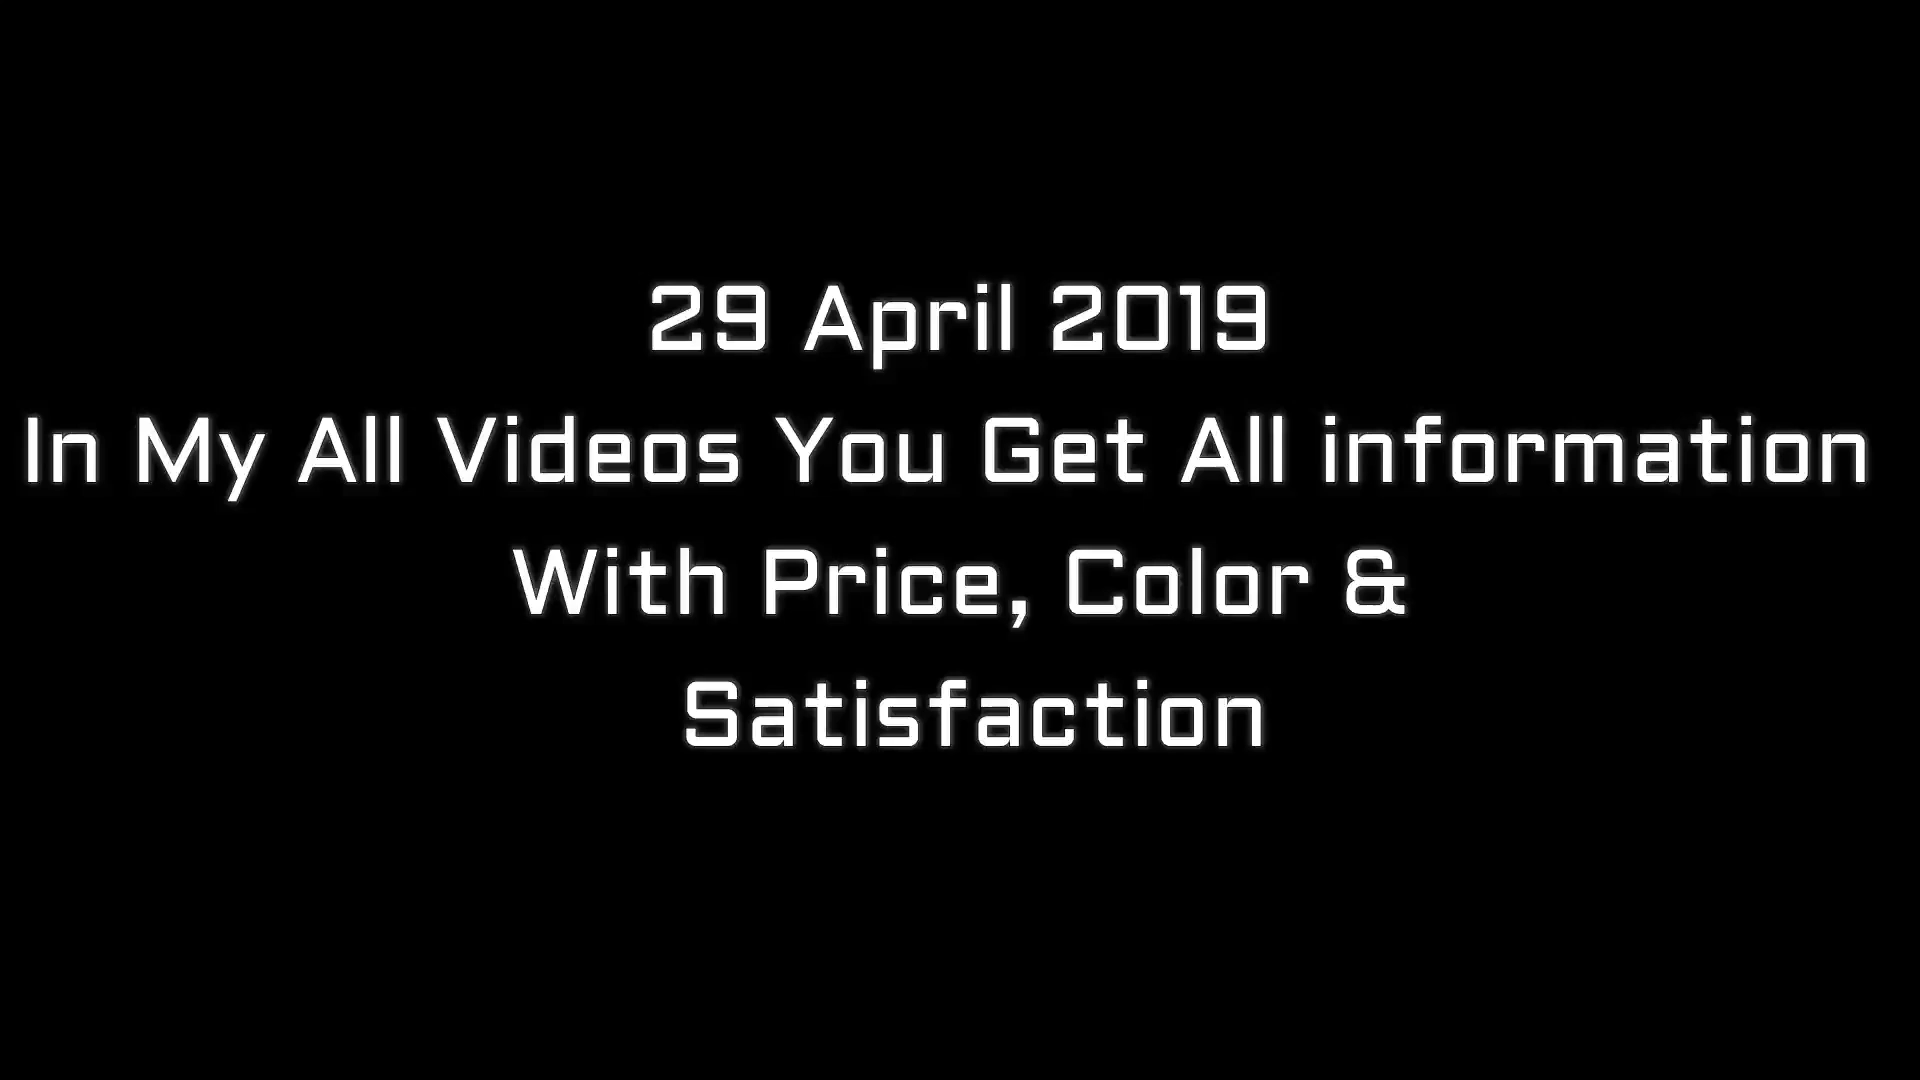 29 April 2019
In My All Videos You Get All information
With Price, Color &
Satisfaction